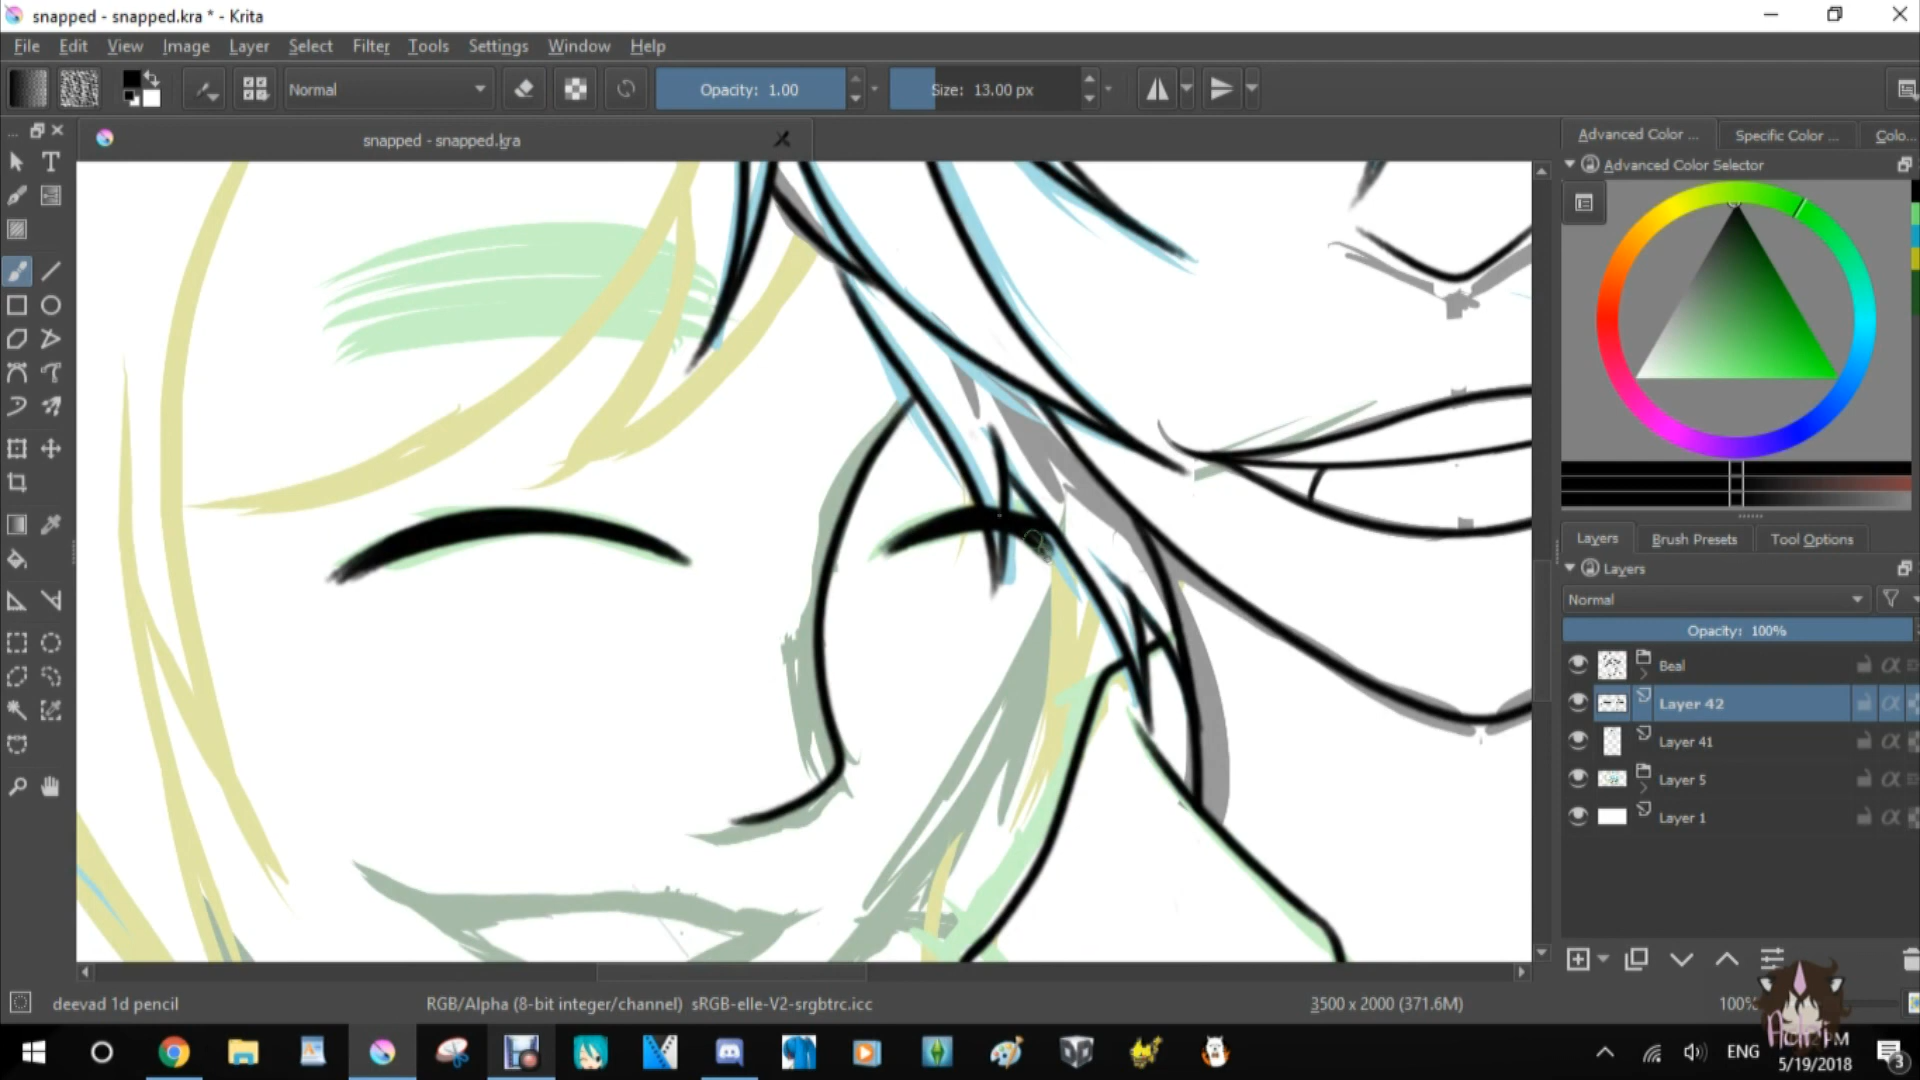 snapped - snapped.kra * - Krita
File Edit View Image Layer Select Filter Tools Settings Window Help
Normal Opacity: 1.00 Size: 13.00 px
snapped - snapped.kra
Advanced Color ... Specific Color ... Colo...
Advanced Color Selector
Layers Brush Presets Tool Options
Layers
Normal
Opacity: 100%
Beal
Layer 42
Layer 41
Layer 5
Layer 1
deevad 1d pencil RGB/Alpha (8-bit integer/channel) sRGB-elle-V2-srgbtrc.icc 3500 x 2000 (371.6M) 100%
ENG PM
5/19/2018
3